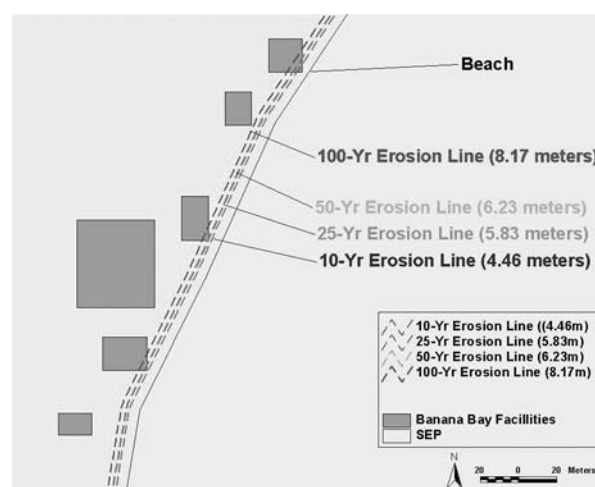 Beach
100-Yr Erosion Line (8.17 meters)
50-Yr Erosion Line (6.23 meters)
25-Yr Erosion Line (5.83 meters)
10-Yr Erosion Line (4.46 meters)
10-Yr Erosion Line ((4.46m)
25-Yr Erosion Line (5.83m)
50-Yr Erosion Line (6.23m)
100-Yr Erosion Line (8.17m)
Banana Bay Facillities
SEP
N
20 0 20 Meters